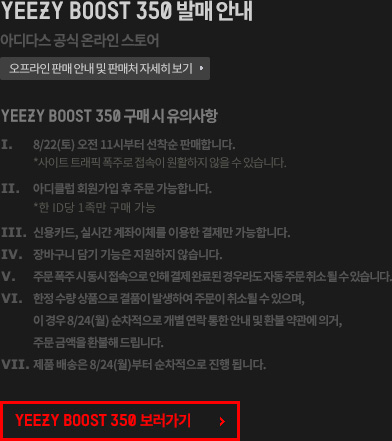 YEEZY BOOST 350 발매 안내
아디다스 공식 온라인 스토어
오프라인 판매 안내 및 판매처 자세히 보기
YEEZY BOOST 350 구매 시 유의사항
I. 8/22(토) 오전 11시부터 선착순 판매합니다.
*사이트 트래픽 폭주로 접속이 원활하지 않을 수 있습니다.
II. 아디클럽 회원가입 후 주문 가능합니다.
*한 ID당 1족만 구매 가능
III. 신용카드, 실시간 계좌이체를 이용한 결제만 가능합니다.
IV. 장바구니 담기 기능은 지원하지 않습니다.
V. 주문 폭주 시 동시 접속으로 인해 결제 완료된 경우라도 자동 주문 취소 될 수 있습니다.
VI. 한정 수량 상품으로 결품이 발생하여 주문이 취소될 수 있으며,
이 경우 8/24(월) 순차적으로 개별 연락 통한 안내 및 환불 약관에 의거,
주문 금액을 환불해 드립니다.
VII. 제품 배송은 8/24(월)부터 순차적으로 진행 됩니다.
YEEZY BOOST 350 보러가기